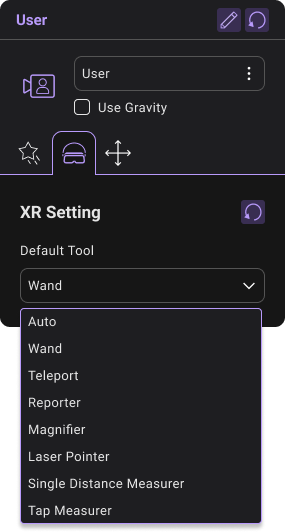 User
User
Use Gravity
XR Setting
Default Tool
Wand
Auto
Wand
Teleport
Reporter
Magnifier
Laser Pointer
Single Distance Measurer
Tap Measurer